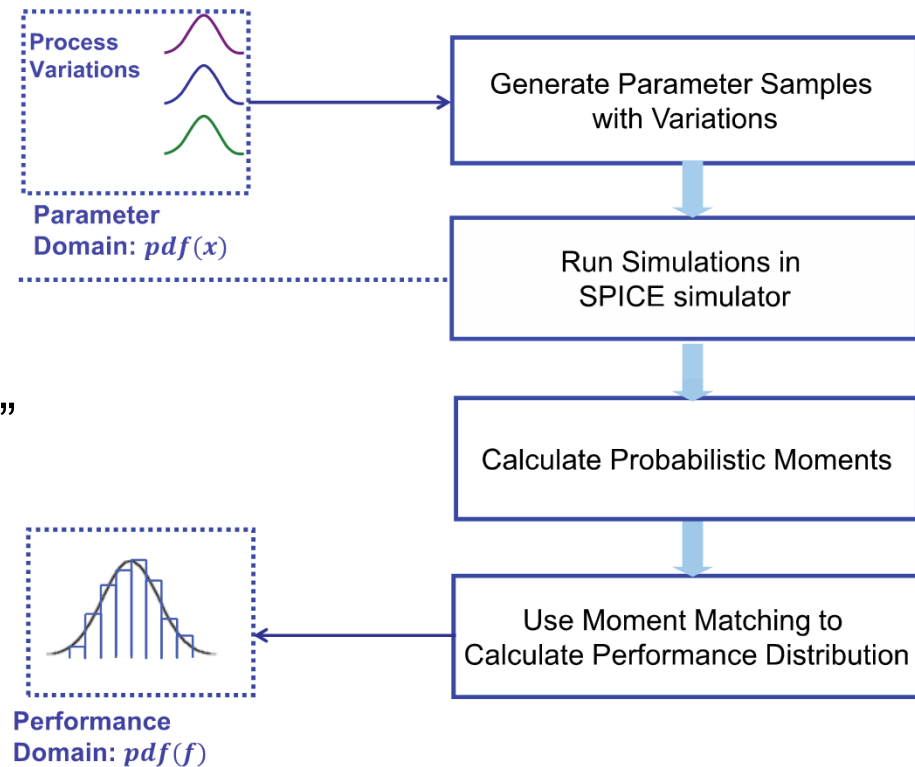 Process
Variations
Generate Parameter Samples
with Variations
Parameter
Domain: pdf(x)
Run Simulations in
SPICE simulator
”
Calculate Probabilistic Moments
Use Moment Matching to
Calculate Performance Distribution
Performance
Domain: pdf(f)